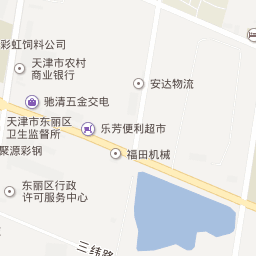 彩虹饲料公司
天津市农村
商业银行
安达物流
驰清五金交电
天津市东丽区
卫生监督所
乐芳便利超市
聚源彩钢
福田机械
东丽区行政
许可服务中心
三纬路